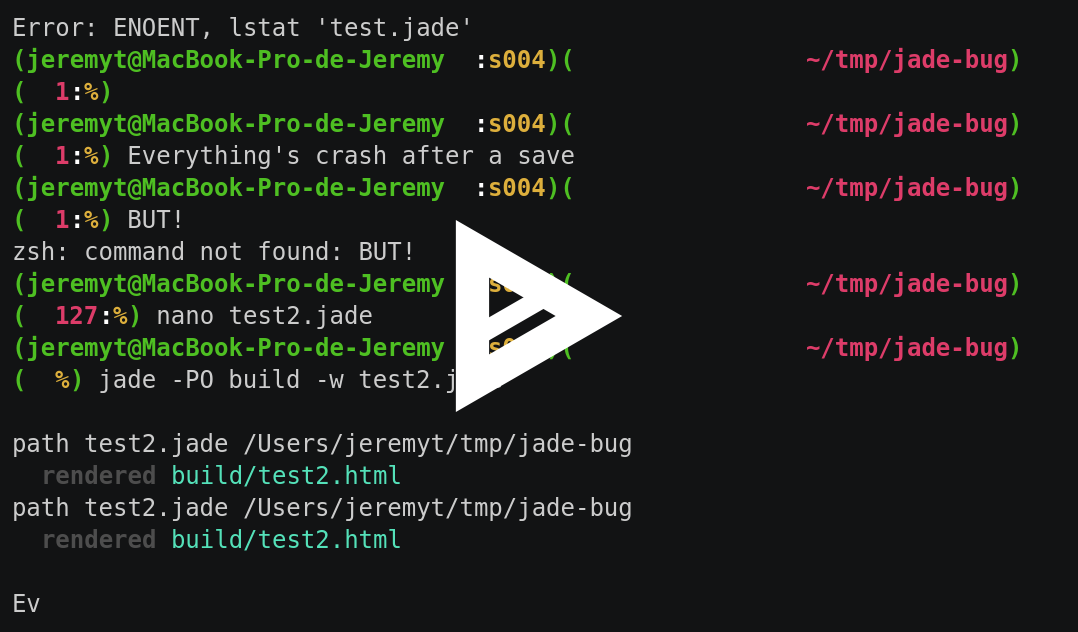 Error: ENOENT, lstat 'test.jade'
(jeremyt@MacBook-Pro-de-Jeremy  :s004)(                ~/tmp/jade-bug)
(  1:%)
(jeremyt@MacBook-Pro-de-Jeremy  :s004)(                ~/tmp/jade-bug)
(  1:%) Everything's crash after a save
(jeremyt@MacBook-Pro-de-Jeremy  :s004)(                ~/tmp/jade-bug)
(  1:%) BUT!
zsh: command not found: BUT!
(jeremyt@MacBook-Pro-de-Jeremy (                ~/tmp/jade-bug)
(  127:%) nano test2.jade
(jeremyt@MacBook-Pro-de-Jeremy (                ~/tmp/jade-bug)
(  %) jade -PO build -w
path test2.jade /Users/jeremyt/tmp/jade-bug
  rendered build/test2.html
path test2.jade /Users/jeremyt/tmp/jade-bug
  rendered build/test2.html
Ev